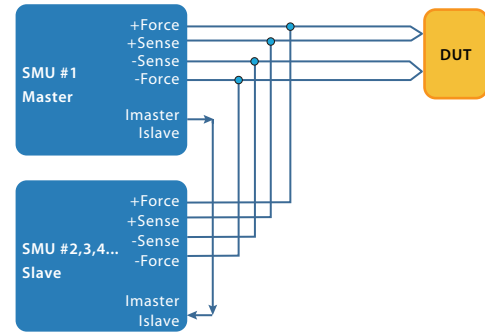 +Force
+Sense
-Sense
-Force
SMU #1
Master
Imaster
Islave
DUT
+Force
+Sense
-Sense
-Force
SMU #2,3,4...
Slave
Imaster
Islave